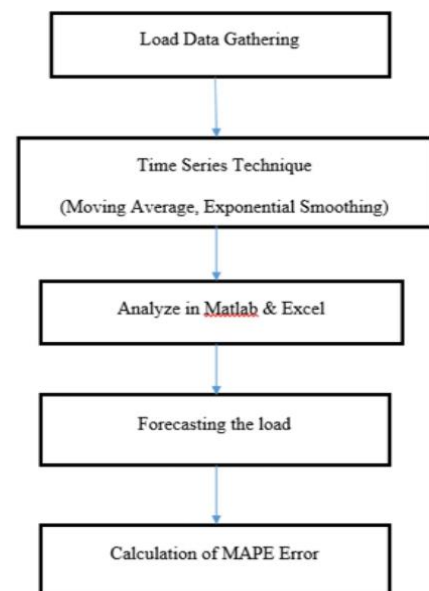 Load Data Gathering
Time Series Technique
(Moving Average, Exponential Smoothing)
Analyze in Matlab & Excel
Forecasting the load
Calculation of MAPE Error